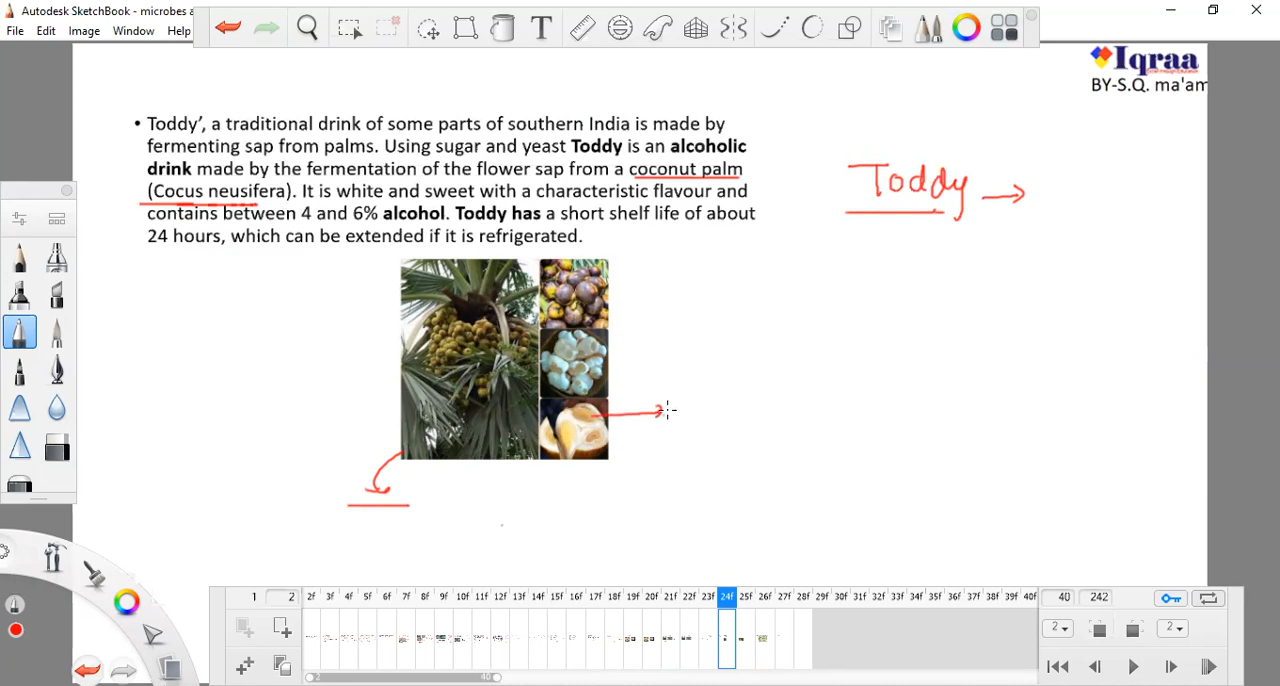 Autodesk SketchBook - microbes a
File Edit Image Window Help
T
Iqraa
BY-S.Q. ma'am
• Toddy’, a traditional drink of some parts of southern India is made by
fermenting sap from palms. Using sugar and yeast Toddy is an alcoholic
drink made by the fermentation of the flower sap from a coconut palm
(Cocus neusifera). It is white and sweet with a characteristic flavour and
contains between 4 and 6% alcohol. Toddy has a short shelf life of about
24 hours, which can be extended if it is refrigerated.
Toddy →
1 2 2f 3f 4f 5f 6f 7f 8f 9f 10f 11f 12f 13f 14f 15f 16f 17f 18f 19f 20f 21f 22f 23f 24f 25f 26f 27f 28f 29f 30f 31f 32f 33f 34f 35f 36f 37f 38f 39f 40f 40 242
2 2
2 40